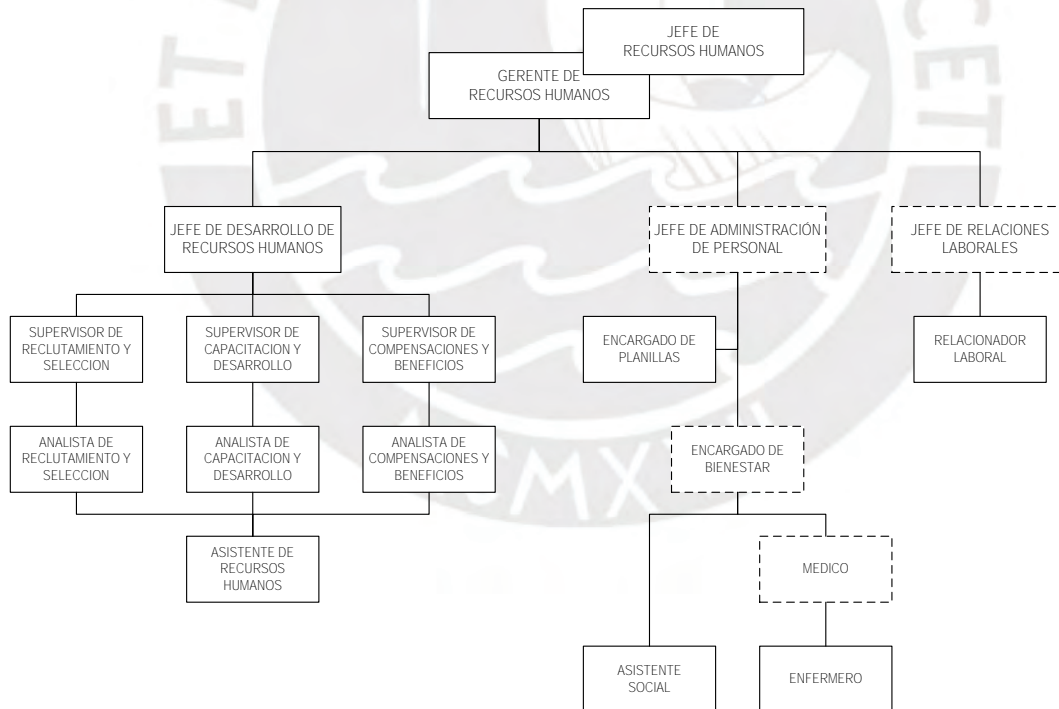 JEFE DE
RECURSOS HUMANOS
GERENTE DE
RECURSOS HUMANOS
JEFE DE DESARROLLO DE
RECURSOS HUMANOS
JEFE DE ADMINISTRACIÓN
DE PERSONAL
JEFE DE RELACIONES
LABORALES
SUPERVISOR DE
RECLUTAMIENTO Y
SELECCION
SUPERVISOR DE
CAPACITACION Y
DESARROLLO
SUPERVISOR DE
COMPENSACIONES Y
BENEFICIOS
ENCARGADO DE
PLANILLAS
RELACIONADOR
LABORAL
ANALISTA DE
RECLUTAMIENTO Y
SELECCION
ANALISTA DE
CAPACITACION Y
DESARROLLO
ANALISTA DE
COMPENSACIONES Y
BENEFICIOS
ENCARGADO DE
BIENESTAR
ASISTENTE DE
RECURSOS
HUMANOS
MEDICO
ASISTENTE
SOCIAL
ENFERMERO
ET